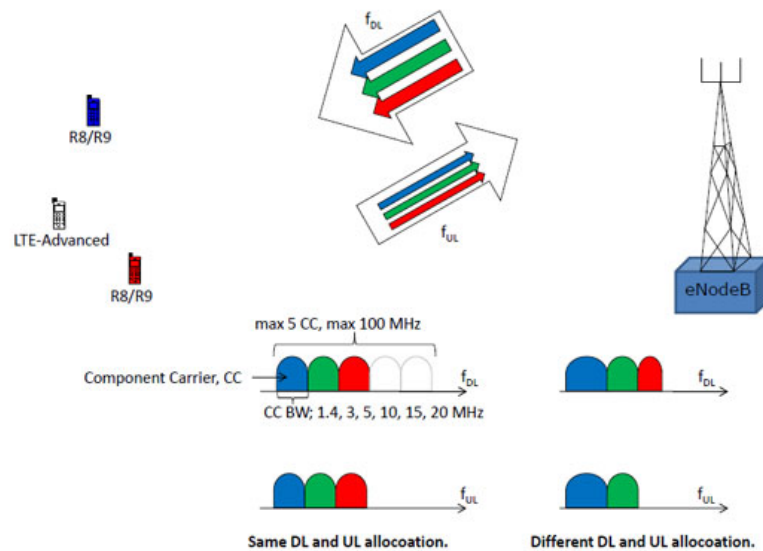 f_DL
R8/R9
LTE-Advanced
R8/R9
f_UL
eNodeB
max 5 CC, max 100 MHz
Component Carrier, CC
f_DL
f_DL
CC BW; 1.4, 3, 5, 10, 15, 20 MHz
f_UL
f_UL
Same DL and UL allocoation.
Different DL and UL allocoation.